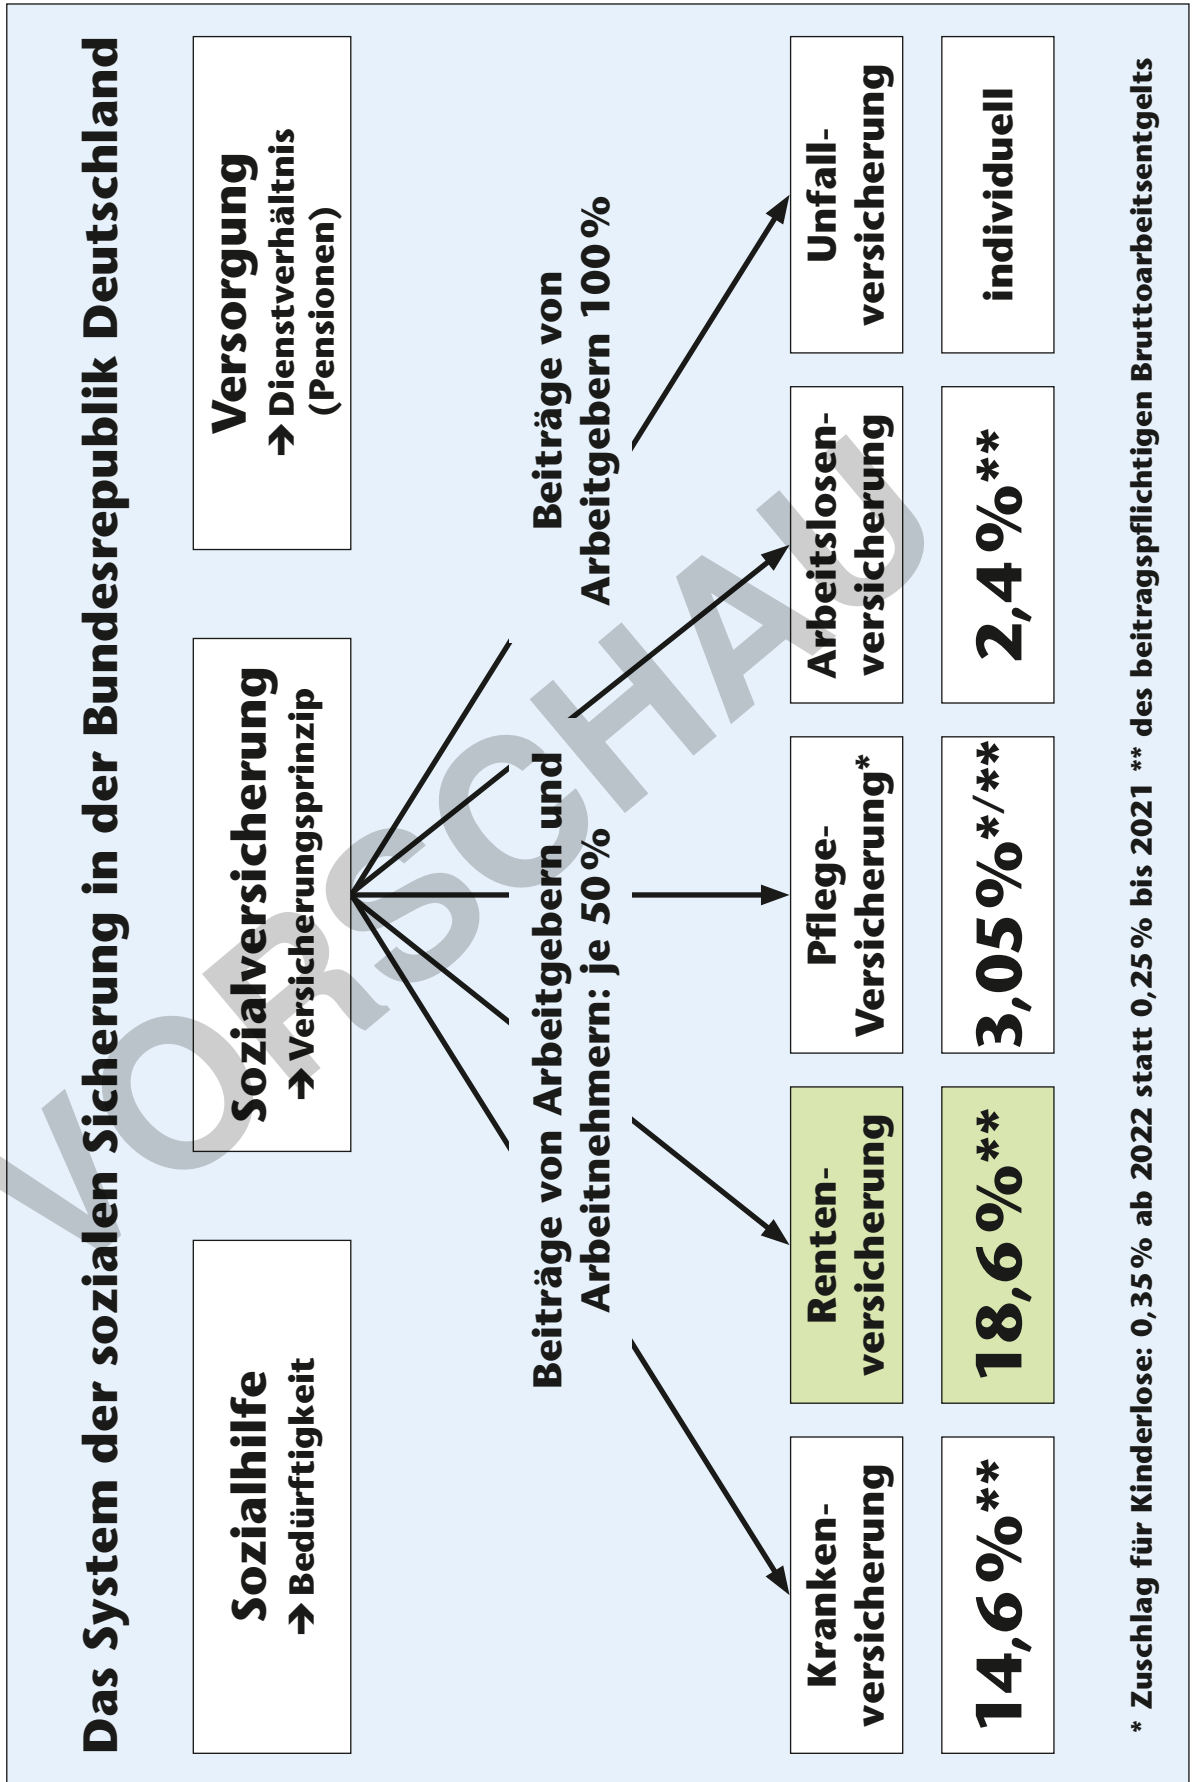 Das System der sozialen Sicherung in der Bundesrepublik Deutschland
Sozialhilfe
➔ Bedürftigkeit
Sozialversicherung
➔ Versicherungsprinzip
Versorgung
➔ Dienstverhältnis
(Pensionen)
Beiträge von Arbeitgebern und
Arbeitnehmern: je 50%
Beiträge von
Arbeitgebern 100%
Kranken-
versicherung
14,6%**
Renten-
versicherung
18,6%**
Pflege-
Versicherung*
3,05%*/**
Arbeitslosen-
versicherung
2,4%**
Unfall-
versicherung
individuell
* Zuschlag für Kinderlose: 0,35% ab 2022 statt 0,25% bis 2021 ** des beitragspflichtigen Bruttoarbeitsentgelts
VORSCHAU